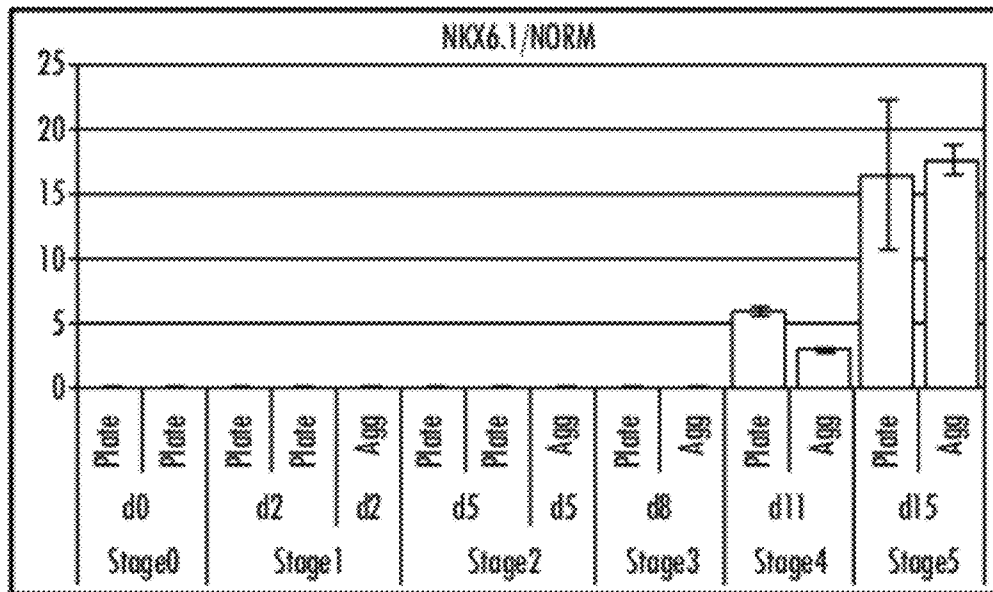 NKX6.1/NORM
25
20
15
10
5
0
Plate Plate Plate Plate Agg Plate Plate Agg Plate Agg Plate Agg Plate Agg
d0 d2 d2 d5 d5 d8 d11 d15
Stage0 Stage1 Stage2 Stage3 Stage4 Stage5